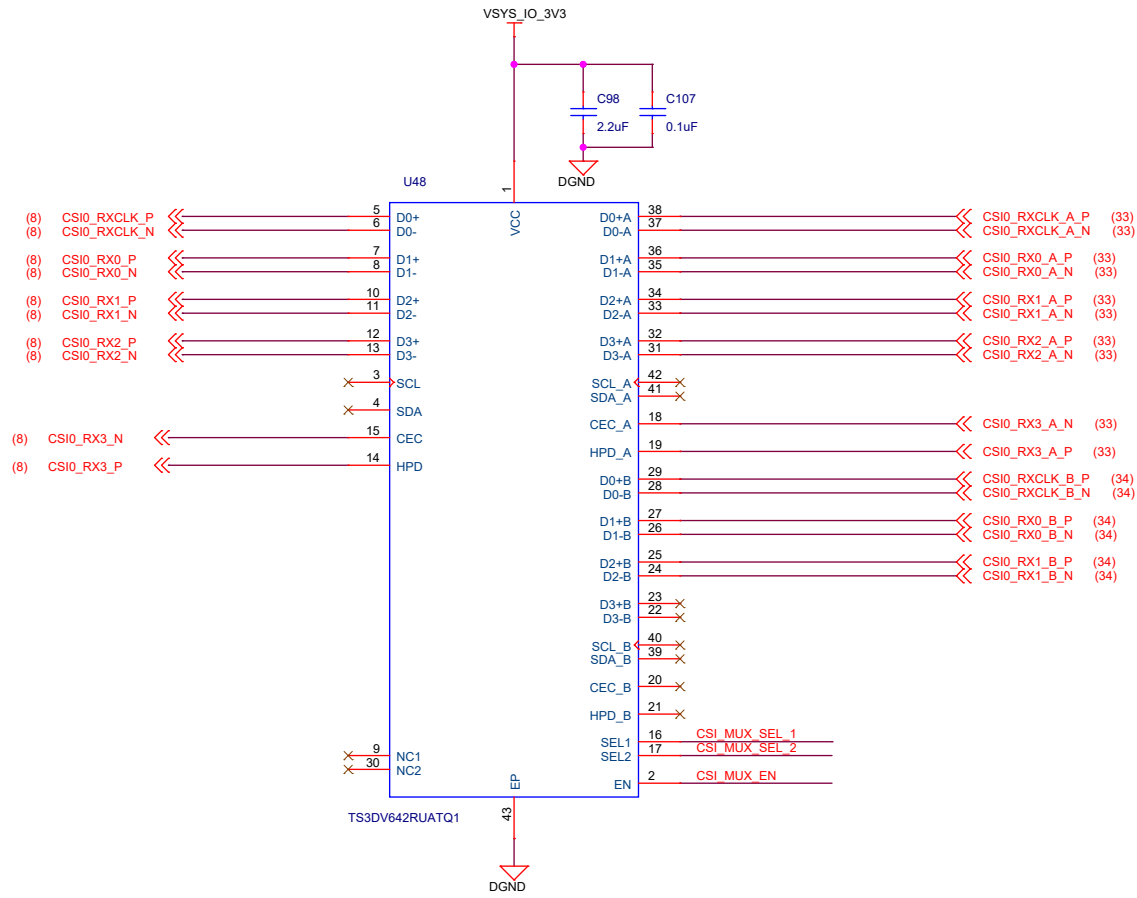 VSYS_IO_3V3
C98
C107
2.2uF
0.1uF
DGND
U48
1
VCC
(8) CSI0_RXCLK_P 5 D0+ D0+A 38 CSI0_RXCLK_A_P (33)
(8) CSI0_RXCLK_N 6 D0- D0-A 37 CSI0_RXCLK_A_N (33)
(8) CSI0_RX0_P 7 D1+ D1+A 36 CSI0_RX0_A_P (33)
(8) CSI0_RX0_N 8 D1- D1-A 35 CSI0_RX0_A_N (33)
(8) CSI0_RX1_P 10 D2+ D2+A 34 CSI0_RX1_A_P (33)
(8) CSI0_RX1_N 11 D2- D2-A 33 CSI0_RX1_A_N (33)
(8) CSI0_RX2_P 12 D3+ D3+A 32 CSI0_RX2_A_P (33)
(8) CSI0_RX2_N 13 D3- D3-A 31 CSI0_RX2_A_N (33)
3 SCL SCL_A 42
SDA_A 41
4 SDA
CEC_A 18 CSI0_RX3_A_N (33)
(8) CSI0_RX3_N 15 CEC
HPD_A 19 CSI0_RX3_A_P (33)
(8) CSI0_RX3_P 14 HPD
D0+B 29 CSI0_RXCLK_B_P (34)
D0-B 28 CSI0_RXCLK_B_N (34)
D1+B 27 CSI0_RX0_B_P (34)
D1-B 26 CSI0_RX0_B_N (34)
D2+B 25 CSI0_RX1_B_P (34)
D2-B 24 CSI0_RX1_B_N (34)
D3+B 23
D3-B 22
SCL_B 40
SDA_B 39
CEC_B 20
HPD_B 21
SEL1 16 CSI_MUX_SEL_1
9 NC1 SEL2 17 CSI_MUX_SEL_2
30 NC2
EP
EN 2 CSI_MUX_EN
43
TS3DV642RUATQ1
DGND